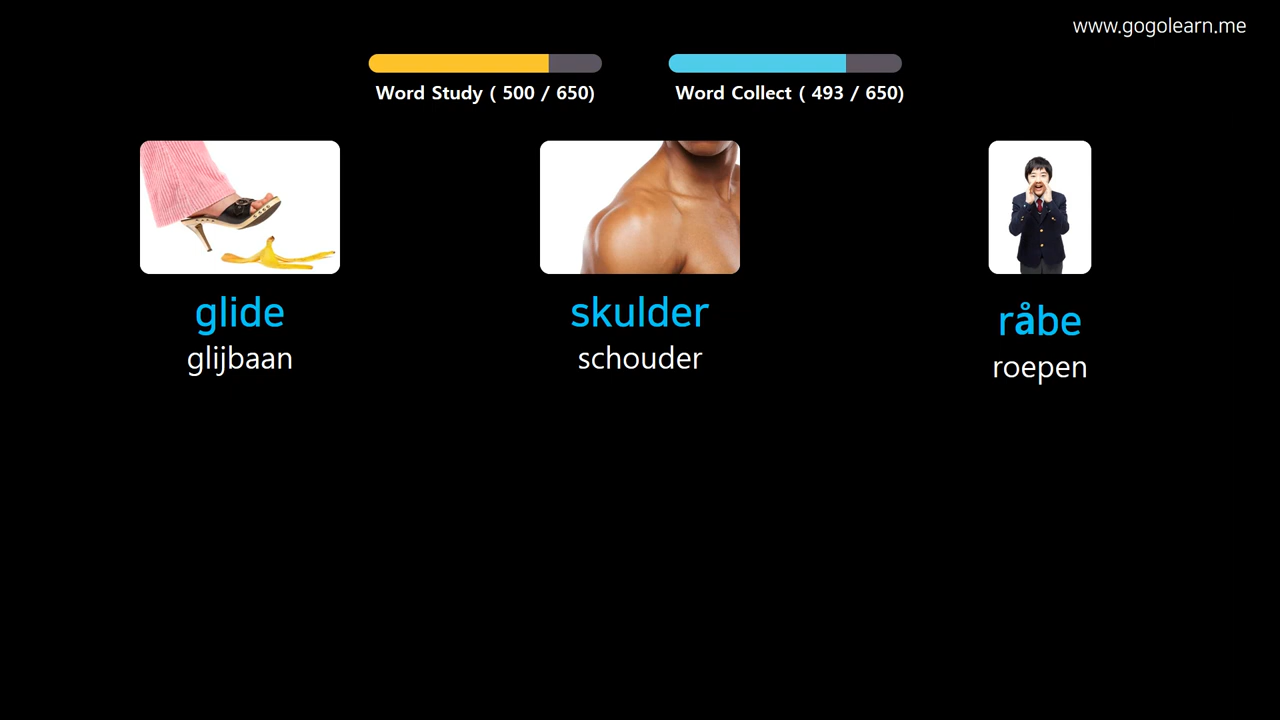 www.gogolearn.me
Word Study ( 500 / 650)
Word Collect ( 493 / 650)
glide
glijbaan
skulder
schouder
råbe
roepen